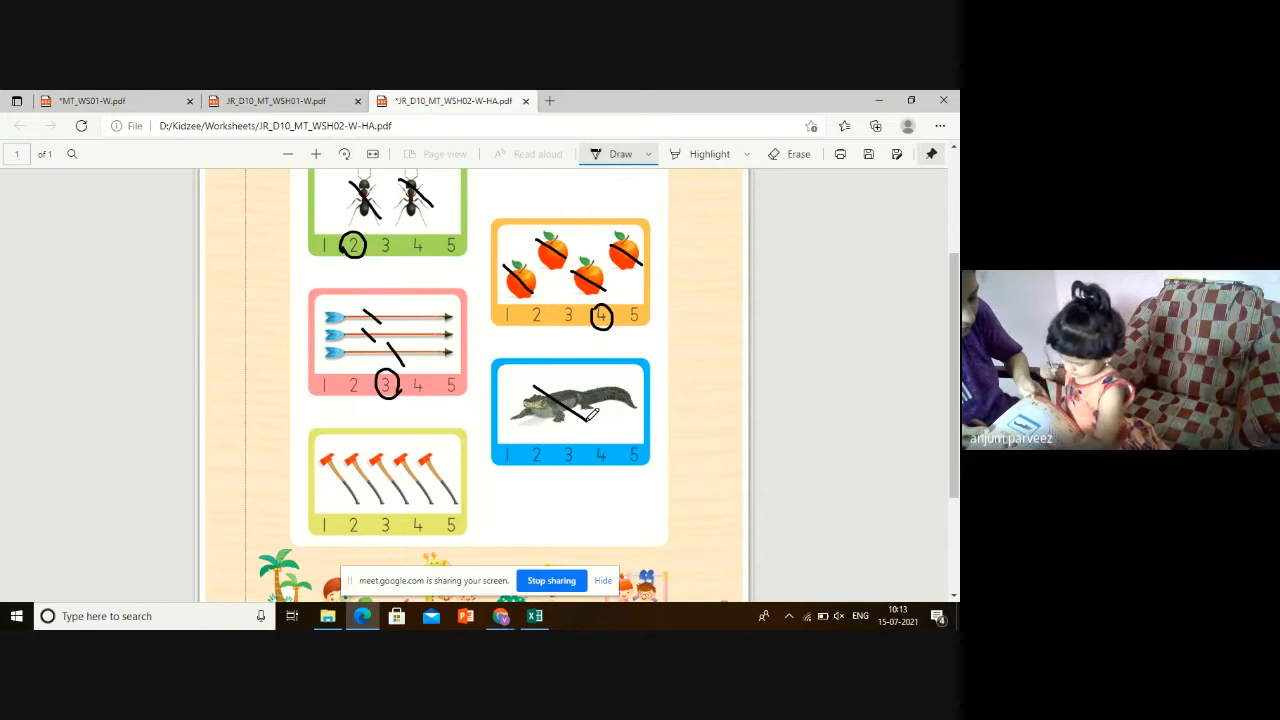 *MT_WS01-W.pdf
JR_D10_MT_WSH01-W.pdf
*JR_D10_MT_WSH02-W-HA.pdf
File
D:/Kidzee/Worksheets/JR_D10_MT_WSH02-W-HA.pdf
1 of 1
Page view
Read aloud
Draw
Highlight
Erase
1 2 3 4 5
1 2 3 4 5
1 2 3 4 5
1 2 3 4 5
1 2 3 4 5
anjum parveez
meet.google.com is sharing your screen.
Stop sharing
Hide
Type here to search
ENG
10:13
15-07-2021
4